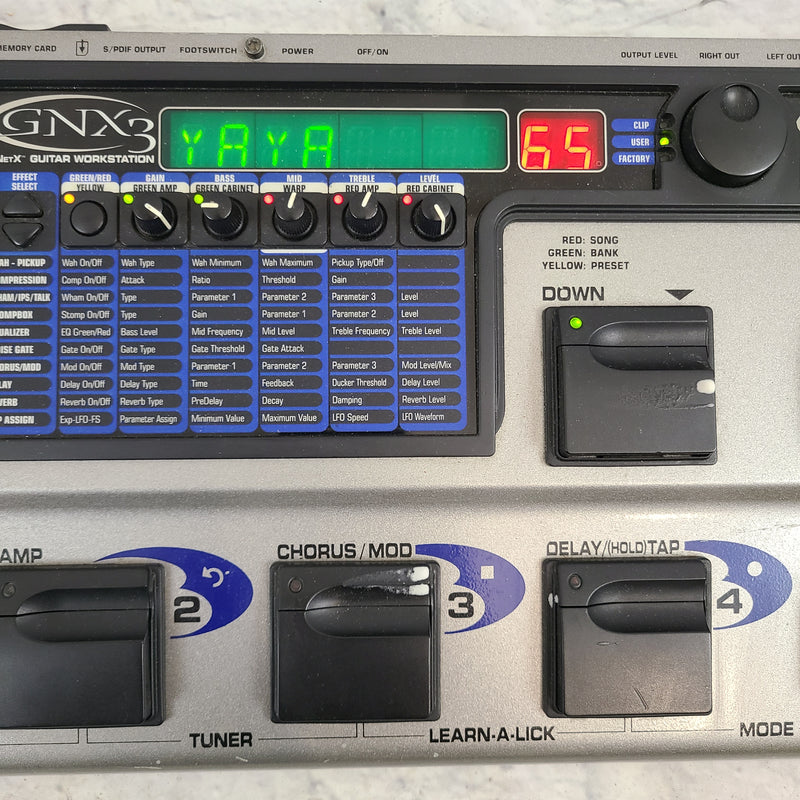 MEMORY CARD S/PDIF OUTPUT FOOTSWITCH POWER OFF/ON OUTPUT LEVEL RIGHT OUT LEFT OUT
GNX3
NETX™ GUITAR WORKSTATION
YAYA
65
CLIP
USER
FACTORY
EFFECT SELECT
GREEN/RED GAIN BASS MID TREBLE LEVEL
YELLOW GREEN AMP GREEN CABINET WARP RED AMP RED CABINET
AH - PICKUP Wah On/Off Wah Type Wah Minimum Wah Maximum Pickup Type/Off
OMPRESSION Comp On/Off Attack Ratio Threshold Gain
HAM/IPS/TALK Wham On/Off Type Parameter 1 Parameter 2 Parameter 3 Level
OMPBOX Stomp On/Off Type Gain Parameter 1 Parameter 2 Level
UALIZER EQ Green/Red Bass Level Mid Frequency Mid Level Treble Frequency Treble Level
ISE GATE Gate On/Off Gate Type Gate Threshold Gate Attack
ORUS/MOD Mod On/Off Mod Type Parameter 1 Parameter 2 Parameter 3 Mod Level/Mix
LAY Delay On/Off Delay Type Time Feedback Ducker Threshold Delay Level
VERB Reverb On/Off Reverb Type PreDelay Decay Damping Reverb Level
P ASSIGN Exp-LFO-FS Parameter Assign Minimum Value Maximum Value LFO Speed LFO Waveform
RED: SONG
GREEN: BANK
YELLOW: PRESET
DOWN
AMP
2
CHORUS/MOD
3
DELAY/(HOLD)TAP
4
TUNER LEARN-A-LICK MODE